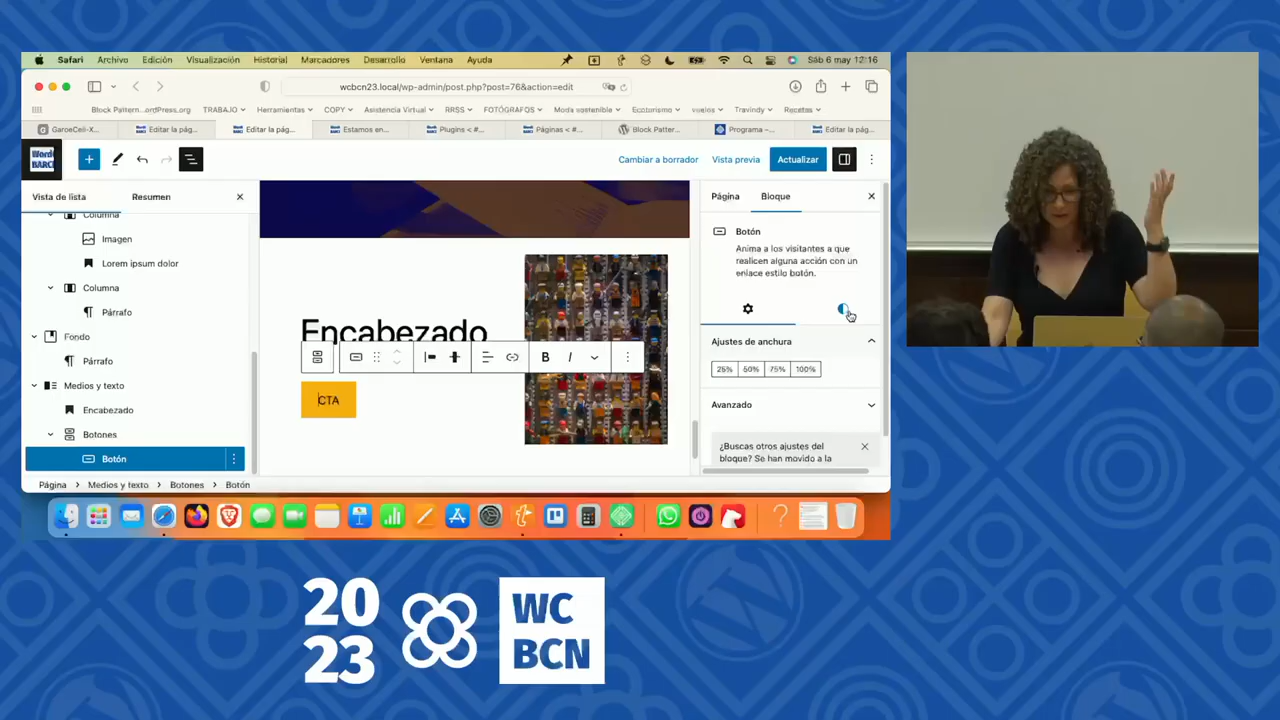 Safari Archivo Edición Visualización Historial Marcadores Desarrollo Ventana Ayuda
Sáb 6 may 12:16
wcbcn23.local/wp-admin/post.php?post=76&action=edit
Block Pattern...ordPress.org TRABAJO Herramientas COPY Asistencia Virtual RRSS FOTÓGRAFOS Moda sostenible Ecoturismo vuelos Travindy Recetas
GaroeCeil-X... Editar la pág... Editar la pág... Estamos en... Plugins < #... Páginas < #... Block Patter... Programa –... Editar la pág...
Cambiar a borrador Vista previa Actualizar
Vista de lista Resumen
Página Bloque
Columna
Imagen
Lorem ipsum dolor
Columna
Párrafo
Fondo
Párrafo
Medios y texto
Encabezado
Botones
Botón
Encabezado
B I
CTA
Botón
Anima a los visitantes a que
realicen alguna acción con un
enlace estilo botón.
Ajustes de anchura
25% 50% 75% 100%
Avanzado
¿Buscas otros ajustes del
bloque? Se han movido a la
Página > Medios y texto > Botones > Botón
20
23
WC
BCN